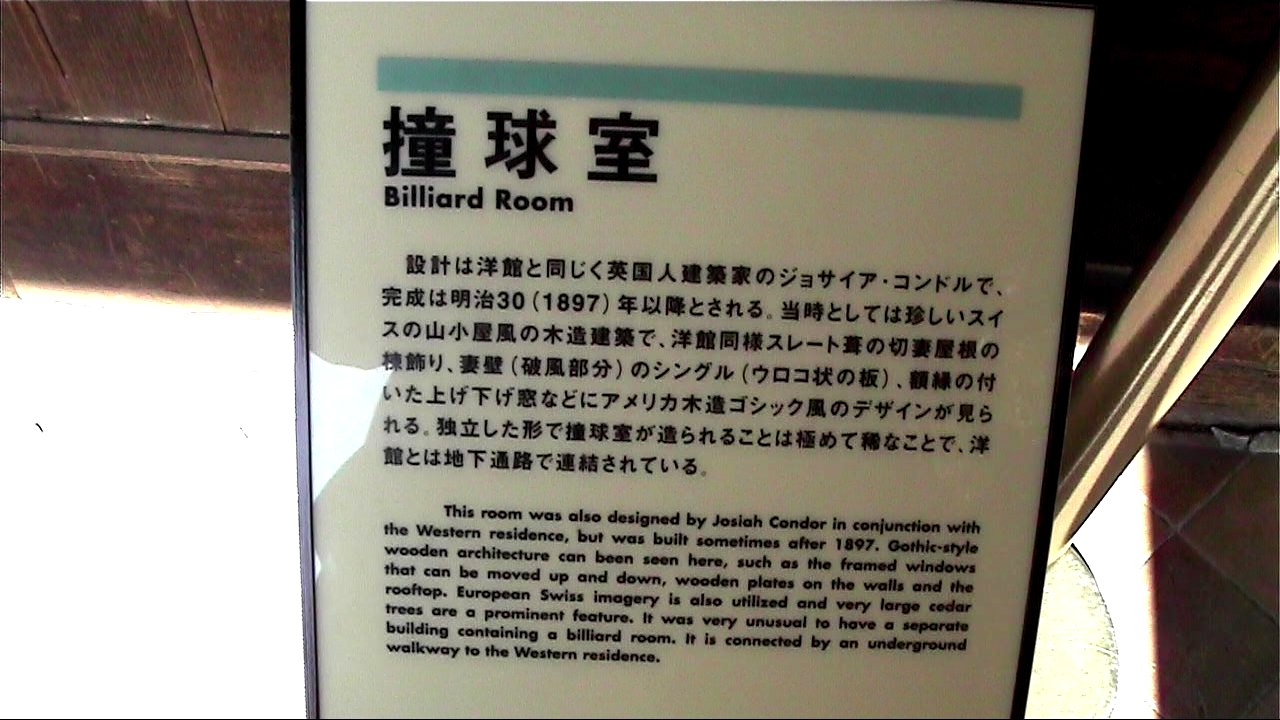 撞球室
Billiard Room
設計は洋館と同じく英国人建築家のジョサイア・コンドルで、
完成は明治30（1897）年以降とされる。当時としては珍しいスイ
スの山小屋風の木造建築で、洋館同様スレート葺の切妻屋根の
棟飾り、妻壁（破風部分）のシングル（ウロコ状の板）、額縁の付
いた上げ下げ窓などにアメリカ木造ゴシック風のデザインが見ら
れる。独立した形で撞球室が造られることは極めて稀なことで、洋
館とは地下通路で連結されている。
This room was also designed by Josiah Condor in conjunction with
the Western residence, but was built sometimes after 1897. Gothic-style
wooden architecture can been seen here, such as the framed windows
that can be moved up and down, wooden plates on the walls and the
rooftop. European Swiss imagery is also utilized and very large cedar
trees are a prominent feature. It was very unusual to have a separate
building containing a billiard room. It is connected by an underground
walkway to the Western residence.